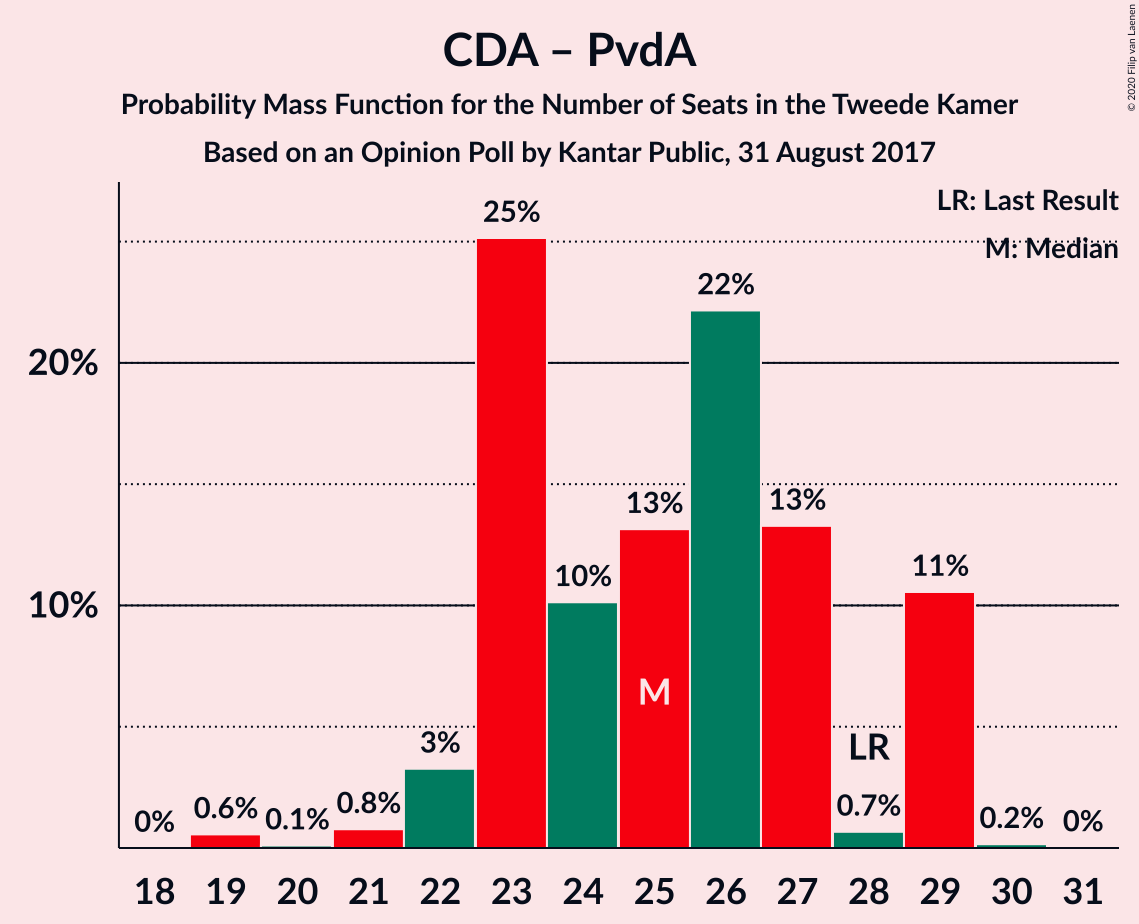 CDA – PvdA
Probability Mass Function for the Number of Seats in the Tweede Kamer
Based on an Opinion Poll by Kantar Public, 31 August 2017
© 2020 Filip van Laenen
LR: Last Result
M: Median
20%
10%
0%
0.6%
0.1%
0.8%
3%
25%
10%
13%
22%
13%
0.7%
11%
0.2%
0%
M
LR
18 19 20 21 22 23 24 25 26 27 28 29 30 31